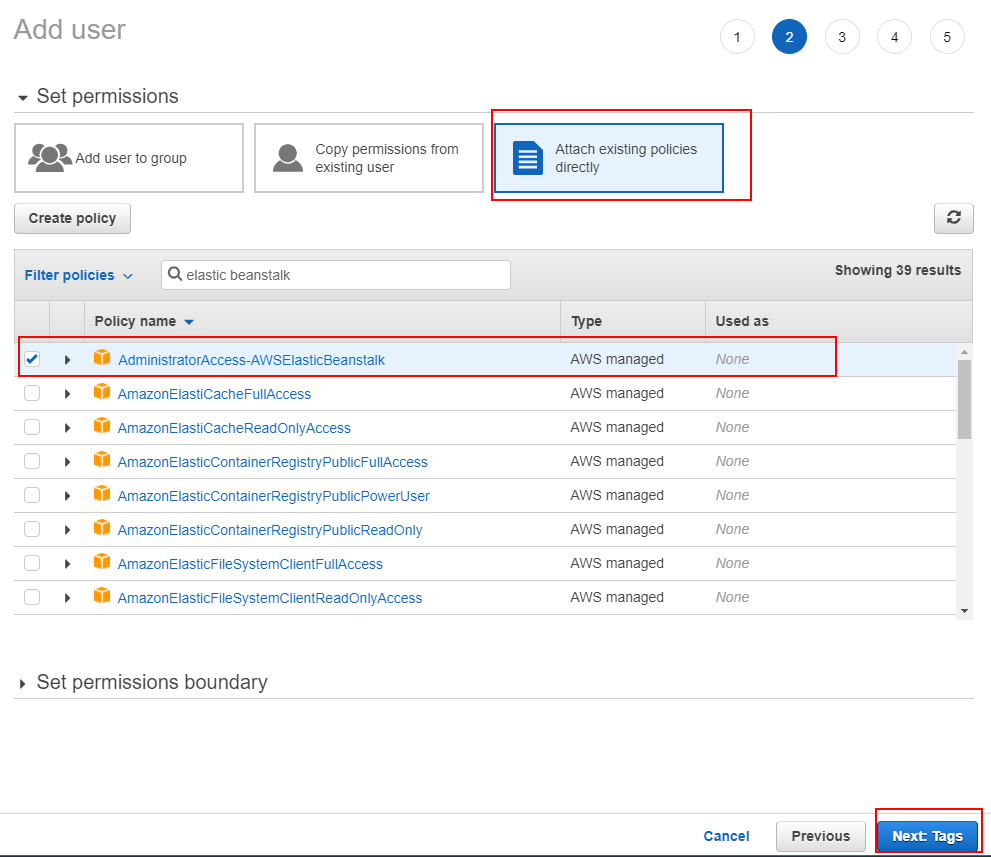 Add user
1 2 3 4 5
Set permissions
Add user to group
Copy permissions from
existing user
Attach existing policies
directly
Create policy
Filter policies
elastic beanstalk
Showing 39 results
Policy name Type Used as
AdministratorAccess-AWSElasticBeanstalk AWS managed None
AmazonElastiCacheFullAccess AWS managed None
AmazonElastiCacheReadOnlyAccess AWS managed None
AmazonElasticContainerRegistryPublicFullAccess AWS managed None
AmazonElasticContainerRegistryPublicPowerUser AWS managed None
AmazonElasticContainerRegistryPublicReadOnly AWS managed None
AmazonElasticFileSystemClientFullAccess AWS managed None
AmazonElasticFileSystemClientReadOnlyAccess AWS managed None
Set permissions boundary
Cancel Previous Next: Tags